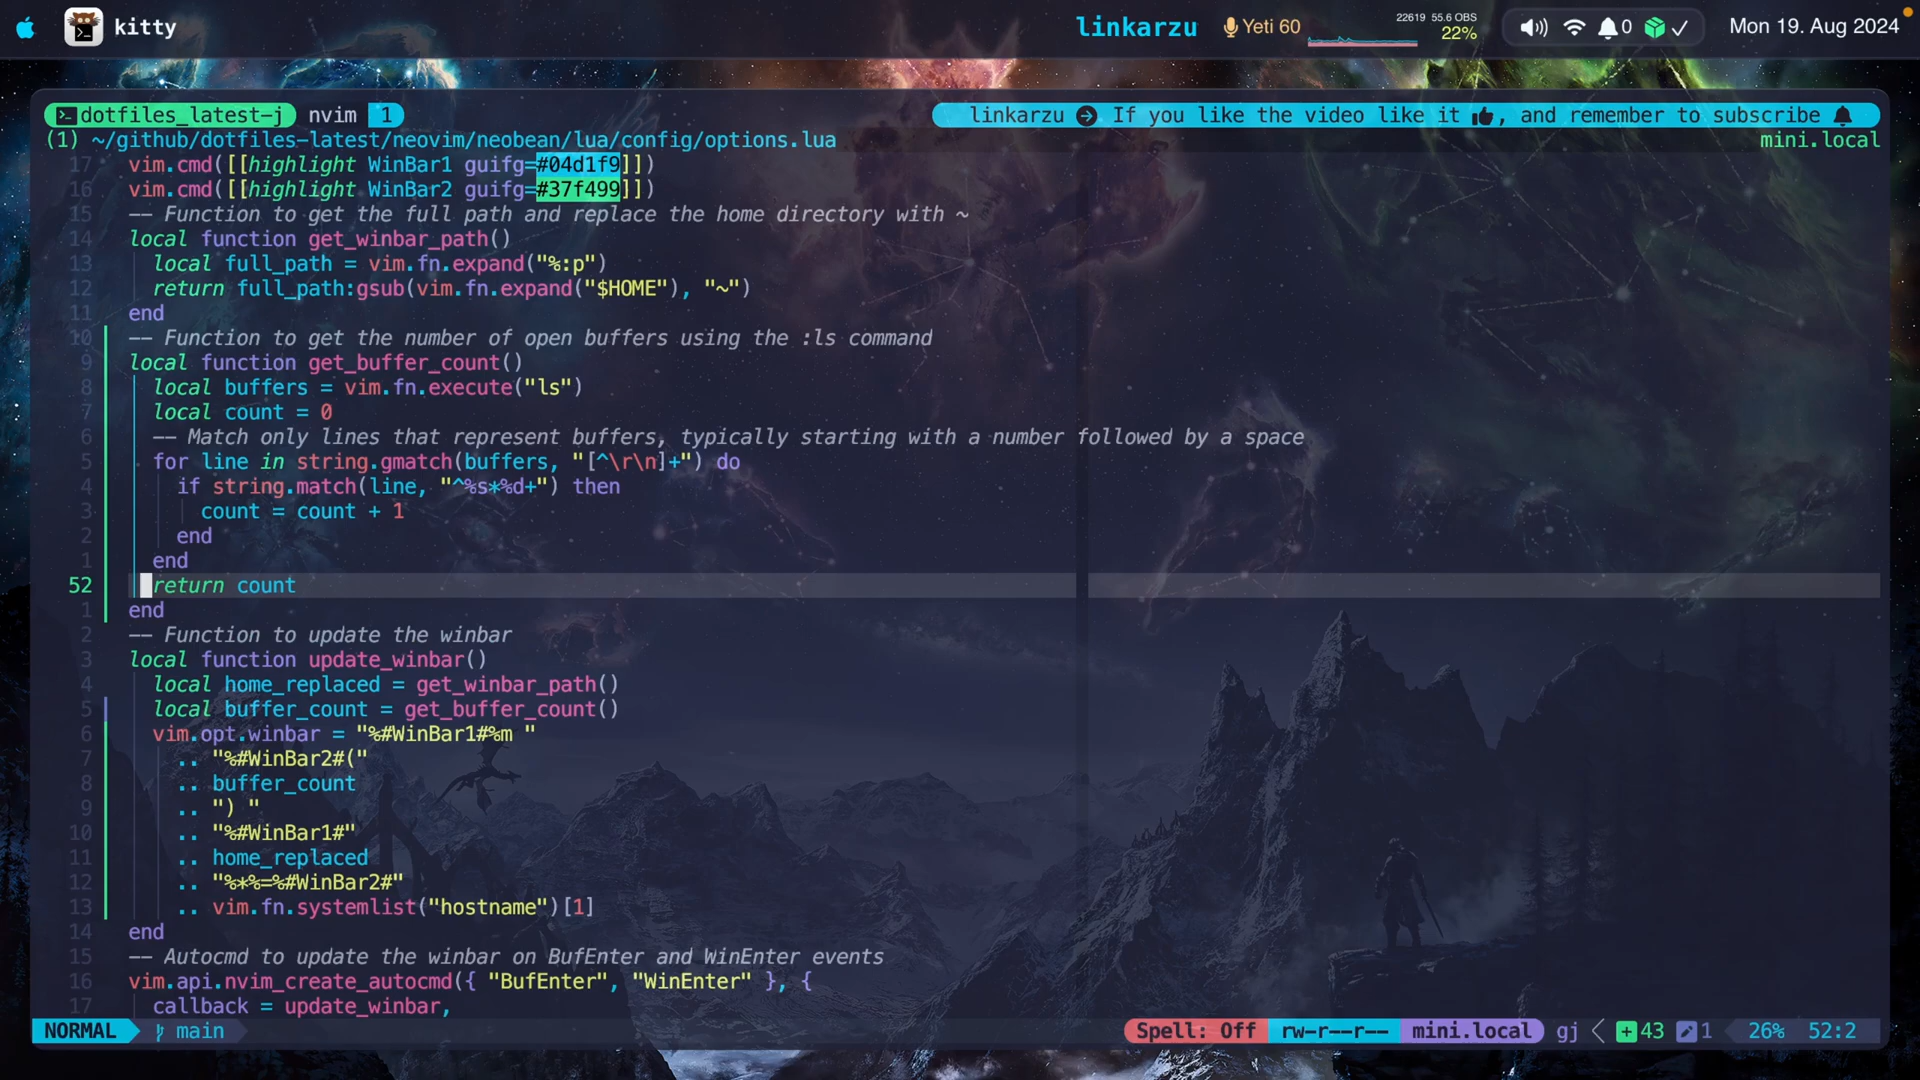 kitty
linkarzu
Yeti 60
22619 55.6 OBS
22%
0
Mon 19. Aug 2024
dotfiles_latest-j nvim 1
linkarzu If you like the video like it , and remember to subscribe
(1) ~/github/dotfiles-latest/neovim/neobean/lua/config/options.lua
mini.local
17 vim.cmd([[highlight WinBar1 guifg=#04d1f9]])
16 vim.cmd([[highlight WinBar2 guifg=#37f499]])
15 -- Function to get the full path and replace the home directory with ~
14 local function get_winbar_path()
13 local full_path = vim.fn.expand("%:p")
12 return full_path:gsub(vim.fn.expand("$HOME"), "~")
11 end
10 -- Function to get the number of open buffers using the :ls command
9 local function get_buffer_count()
8 local buffers = vim.fn.execute("ls")
7 local count = 0
6 -- Match only lines that represent buffers, typically starting with a number followed by a space
5 for line in string.gmatch(buffers, "[^\r\n]+") do
4 if string.match(line, "^%s*%d+") then
3 count = count + 1
2 end
1 end
52 return count
1 end
2 -- Function to update the winbar
3 local function update_winbar()
4 local home_replaced = get_winbar_path()
5 local buffer_count = get_buffer_count()
6 vim.opt.winbar = "%#WinBar1#%m "
7 .. "%#WinBar2#("
8 .. buffer_count
9 .. ") "
10 .. "%#WinBar1#"
11 .. home_replaced
12 .. "%*%=%#WinBar2#"
13 .. vim.fn.systemlist("hostname")[1]
14 end
15 -- Autocmd to update the winbar on BufEnter and WinEnter events
16 vim.api.nvim_create_autocmd({ "BufEnter", "WinEnter" }, {
17 callback = update_winbar,
NORMAL main
Spell: Off rw-r--r-- mini.local gj 43 1 26% 52:2